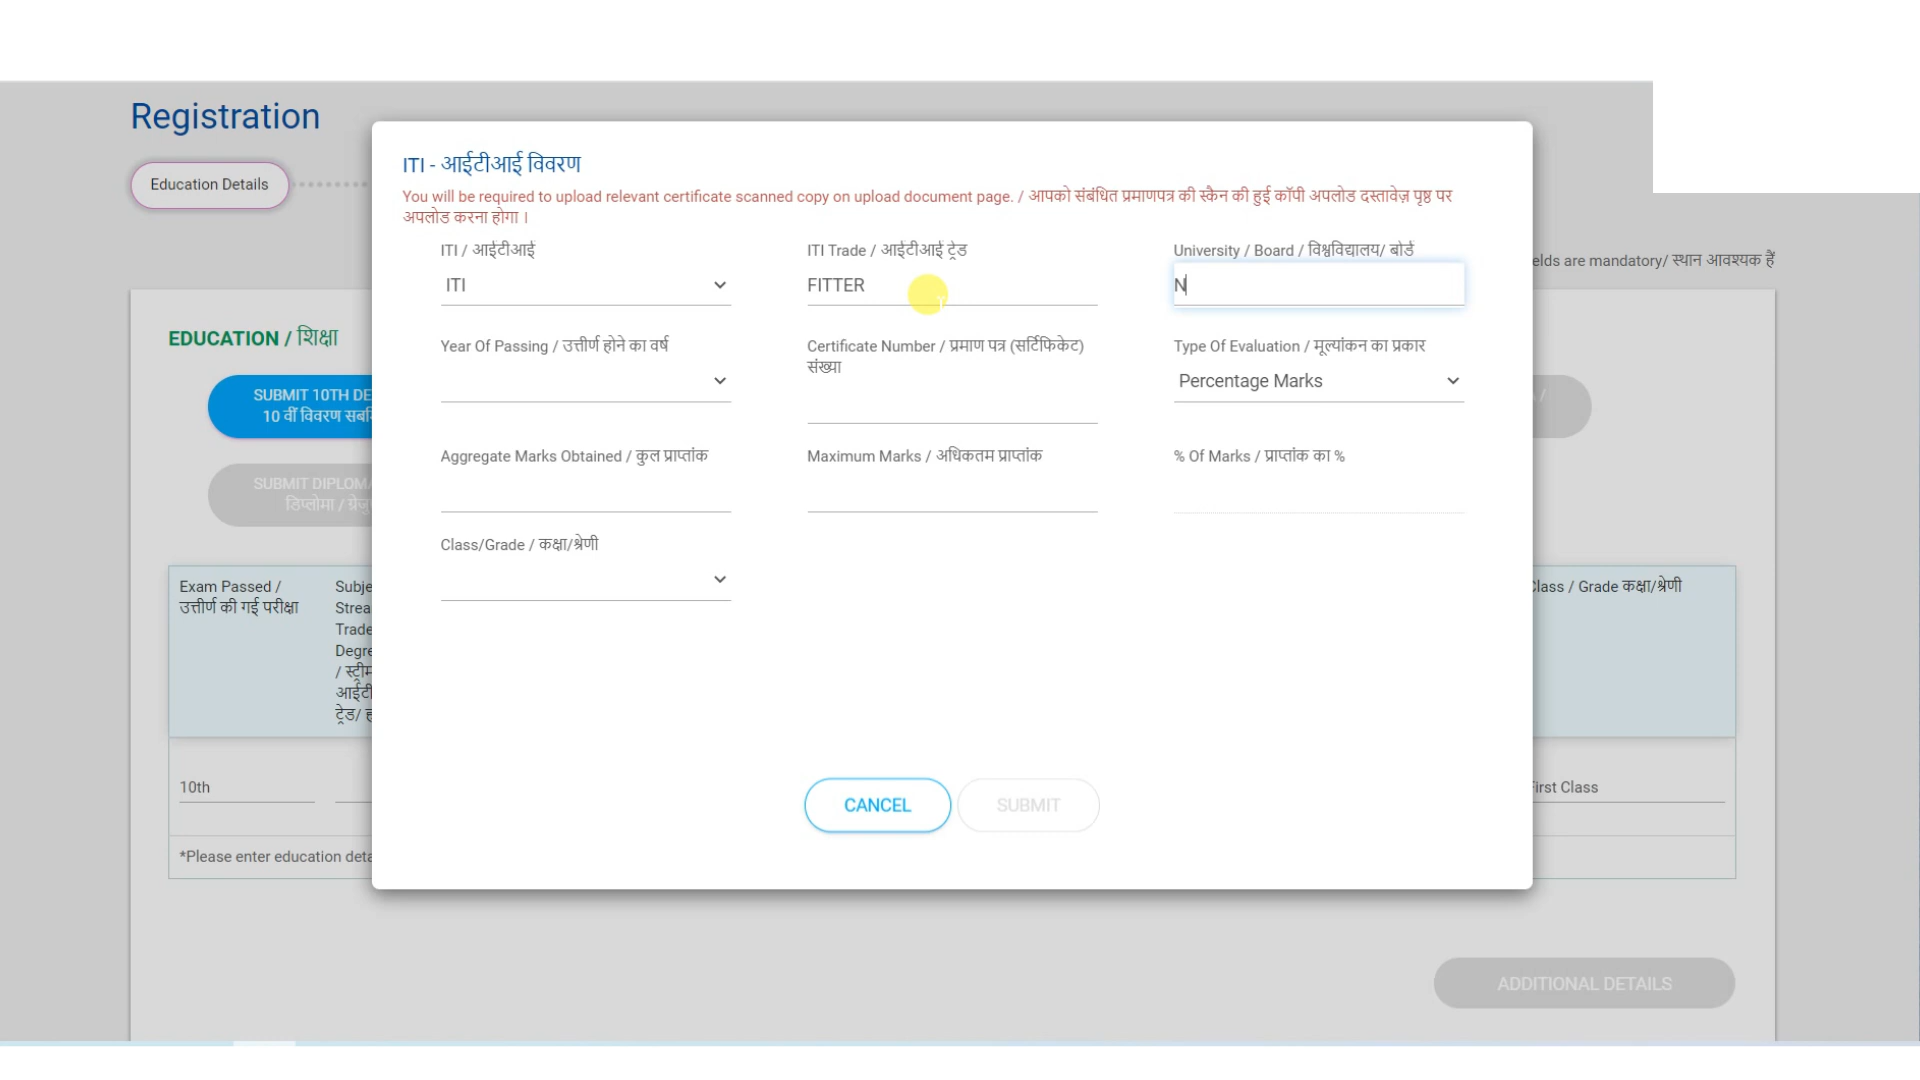 Registration
Education Details
ITI - आईटीआई विवरण
You will be required to upload relevant certificate scanned copy on upload document page. / आपको संबंधित प्रमाणपत्र की स्कैन की हुई कॉपी अपलोड दस्तावेज़ पृष्ठ पर
अपलोड करना होगा ।
ITI / आईटीआई
ITI Trade / आईटीआई ट्रेड
University / Board / विश्वविद्यालय/ बोर्ड
ITI
FITTER
N
elds are mandatory/ स्थान आवश्यक हैं
EDUCATION / शिक्षा
Year Of Passing / उत्तीर्ण होने का वर्ष
Certificate Number / प्रमाण पत्र (सर्टिफिकेट)
संख्या
Type Of Evaluation / मूल्यांकन का प्रकार
Percentage Marks
SUBMIT 10TH DE
10 वीं विवरण सबमि
Aggregate Marks Obtained / कुल प्राप्तांक
Maximum Marks / अधिकतम प्राप्तांक
% Of Marks / प्राप्तांक का %
SUBMIT DIPLOMA
डिप्लोमा / ग्रेजु
Class/Grade / कक्षा/श्रेणी
Exam Passed /
उत्तीर्ण की गई परीक्षा
Subje
Strea
Trade
Degre
/ स्ट्रीम
आईटी
ट्रेड/
Class / Grade कक्षा/श्रेणी
10th
First Class
CANCEL
SUBMIT
*Please enter education deta
ADDITIONAL DETAILS